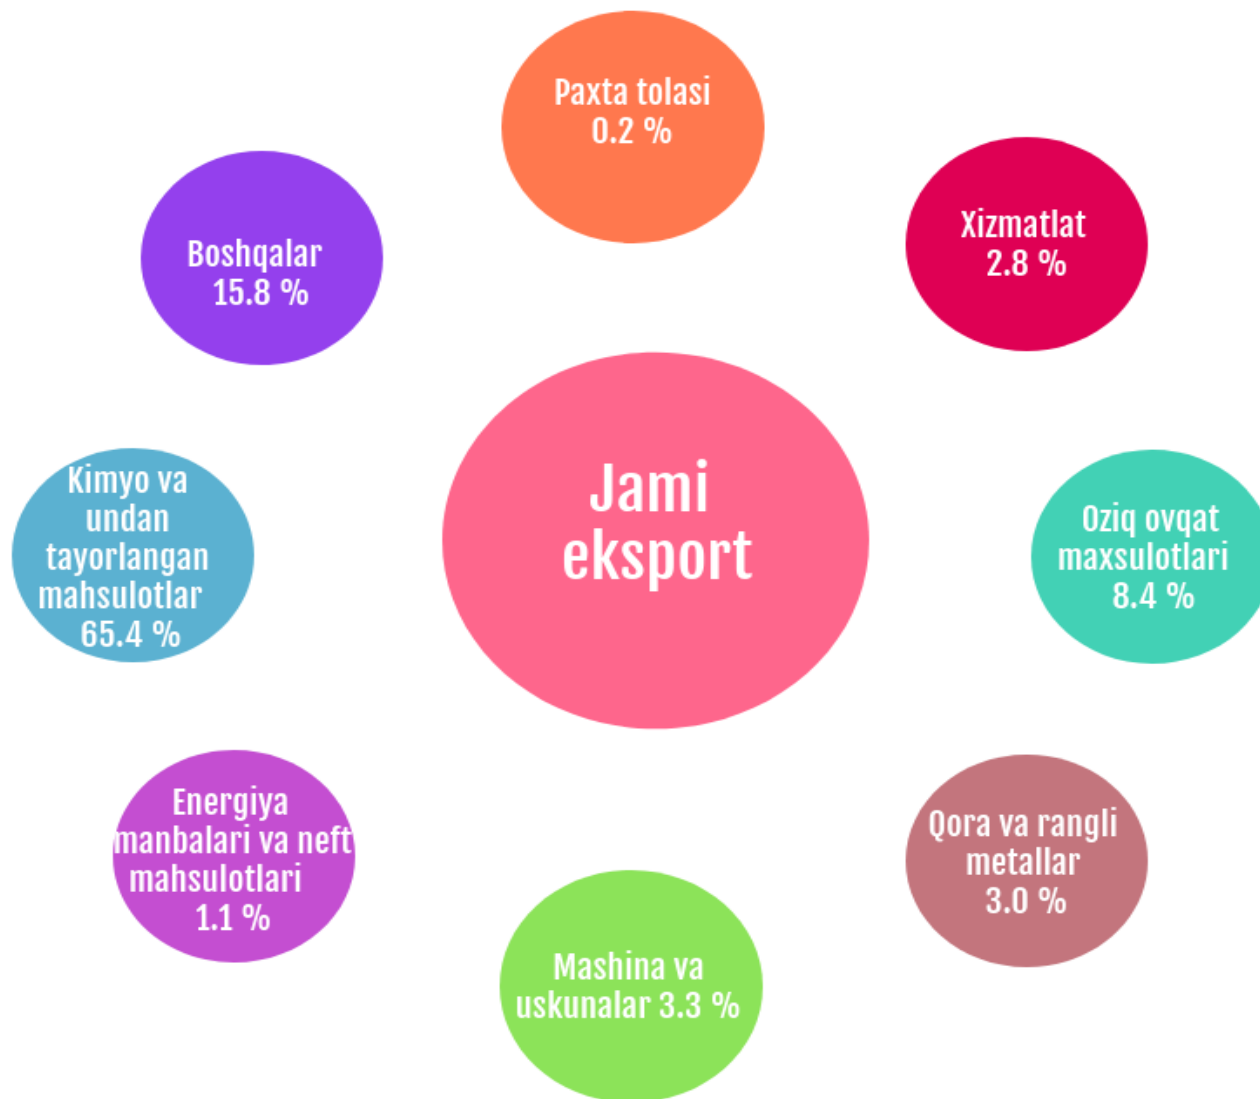 Paxta tolasi
0.2 %
Xizmatlat
2.8 %
Boshqalar
15.8 %
Jami
eksport
Kimyo va
undan
tayorlangan
mahsulotlar
65.4 %
Oziq ovqat
maxsulotlari
8.4 %
Energiya
manbalari va neft
mahsulotlari
1.1 %
Qora va rangli
metallar
3.0 %
Mashina va
uskunalar 3.3 %